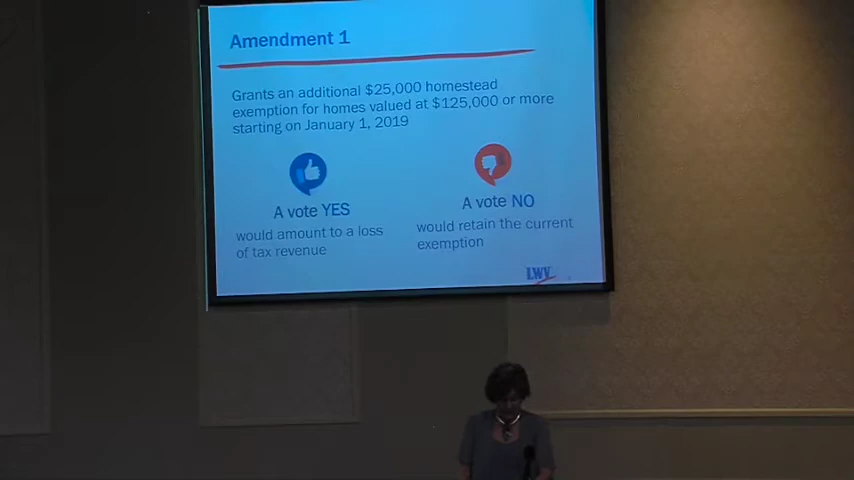 Amendment 1
Grants an additional $25,000 homestead
exemption for homes valued at $125,000 or more
starting on January 1, 2019
A vote YES
would amount to a loss
of tax revenue
A vote NO
would retain the current
exemption
LWV